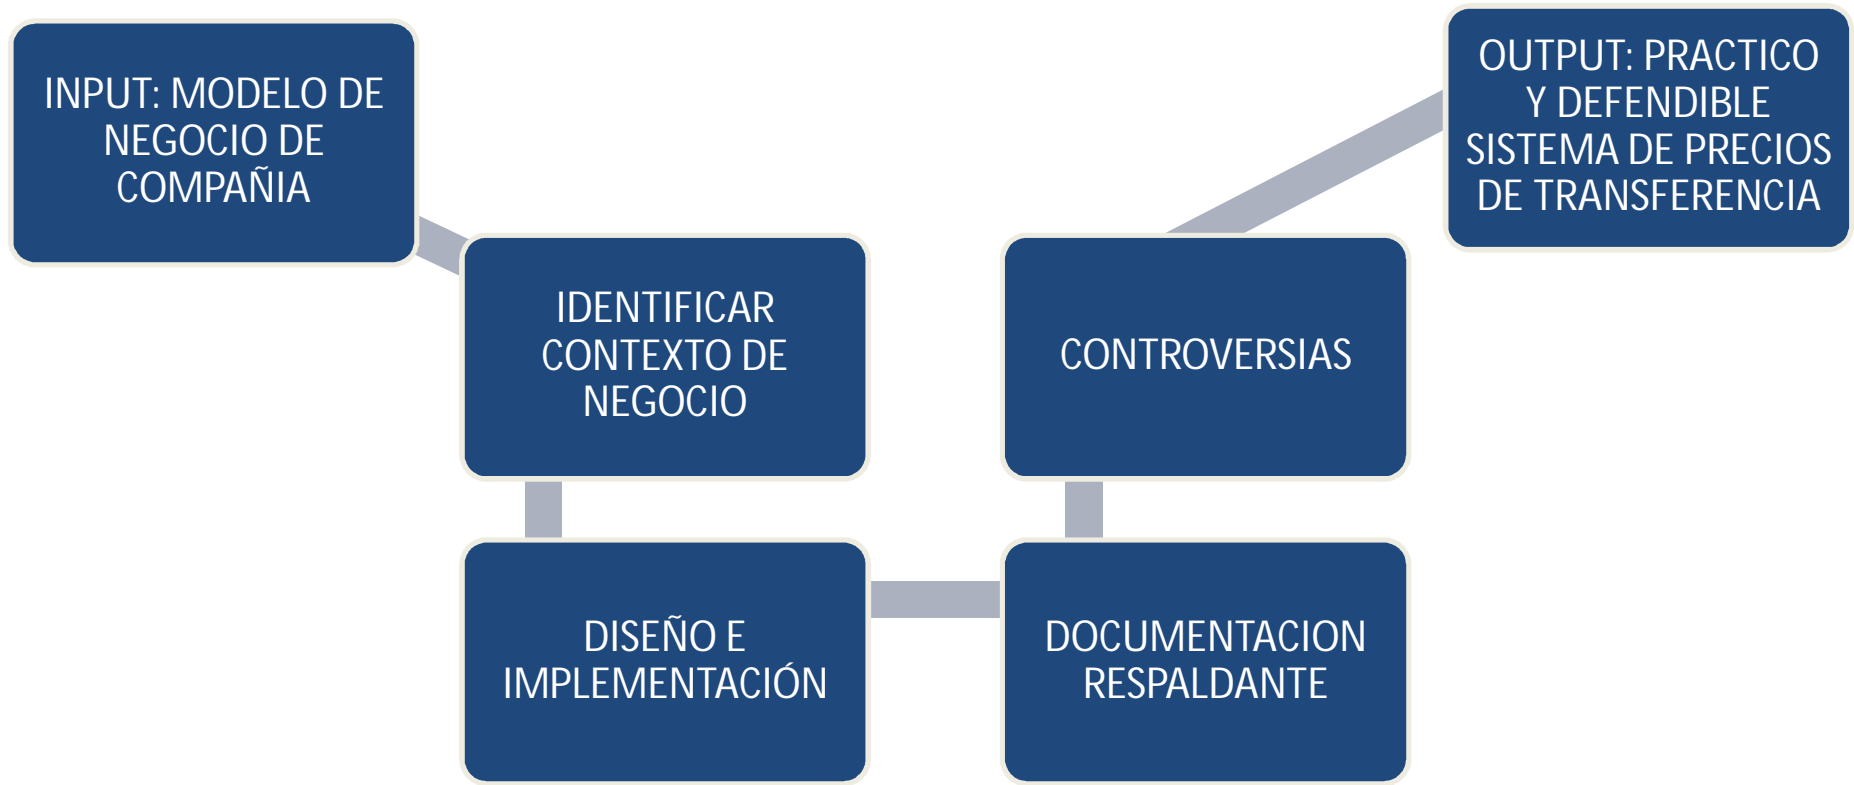 INPUT: MODELO DE
NEGOCIO DE
COMPAÑIA
IDENTIFICAR
CONTEXTO DE
NEGOCIO
DISEÑO E
IMPLEMENTACIÓN
DOCUMENTACION
RESPALDANTE
CONTROVERSIAS
OUTPUT: PRACTICO
Y DEFENDIBLE
SISTEMA DE PRECIOS
DE TRANSFERENCIA